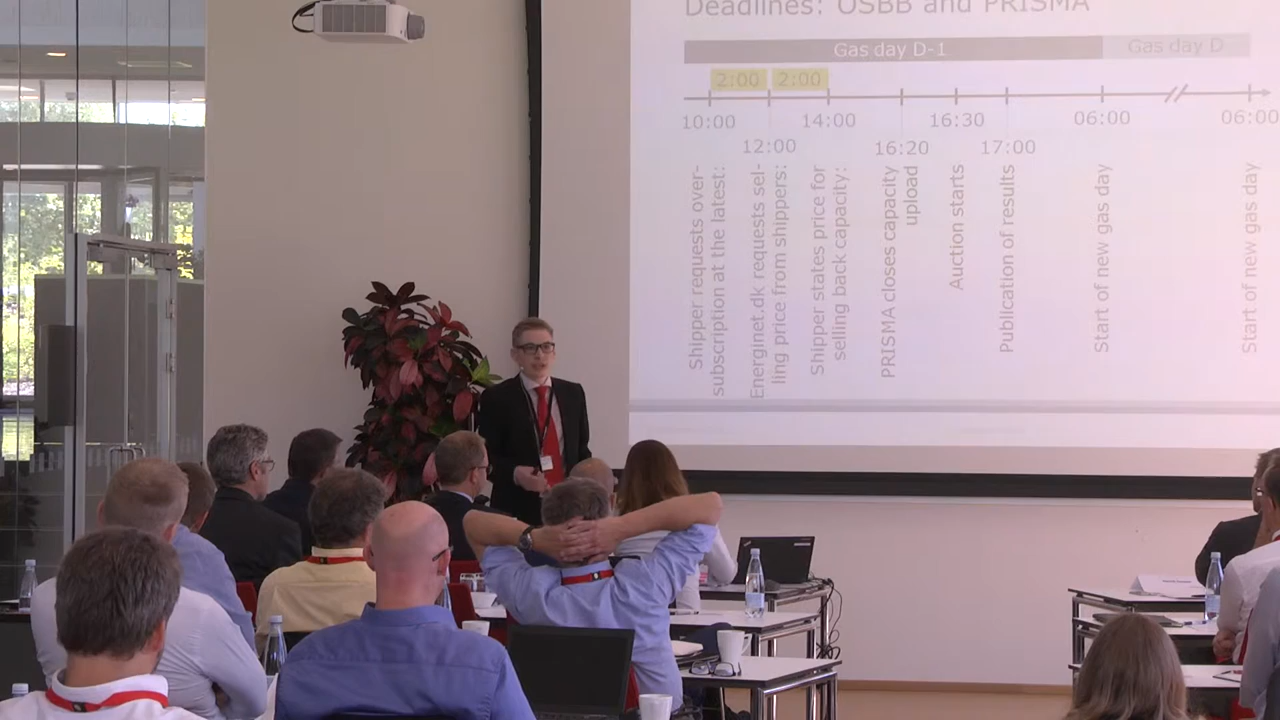 Deadlines: OSBB and PRISMA
Gas day D-1
Gas day D
2:00
2:00
10:00
14:00
16:30
06:00
06:00
12:00
16:20
17:00
Shipper requests over-
subscription at the latest:
Energinet.dk requests sel-
ling price from shippers:
Shipper states price for
selling back capacity:
PRISMA closes capacity
upload
Auction starts
Publication of results
Start of new gas day
Start of new gas day